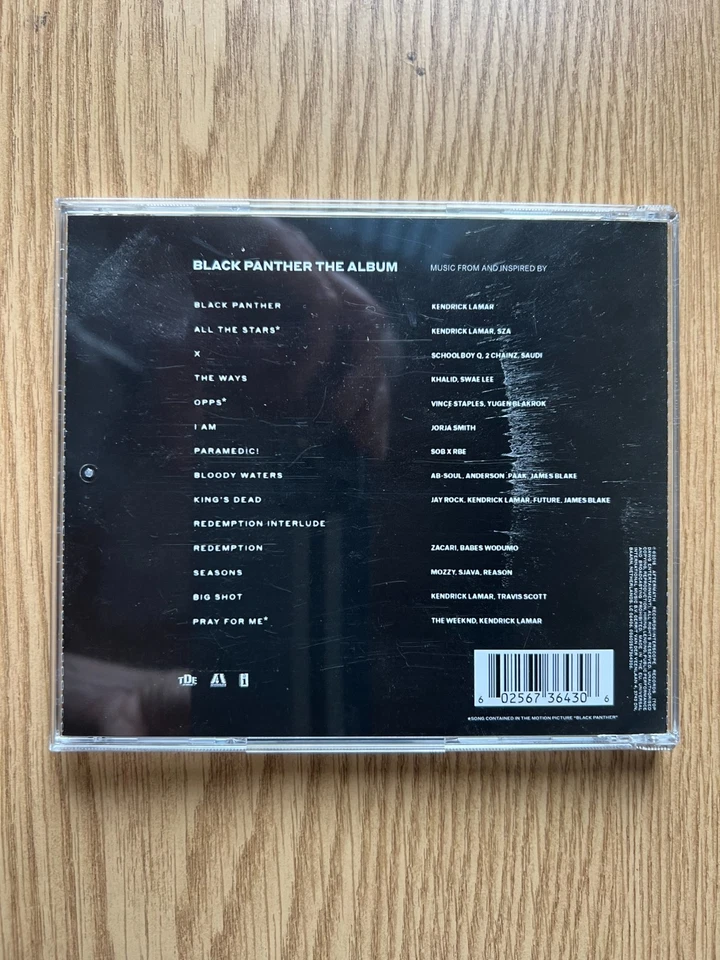 BLACK PANTHER THE ALBUM MUSIC FROM AND INSPIRED BY
BLACK PANTHER KENDRICK LAMAR
ALL THE STARS* KENDRICK LAMAR, SZA
X SCHOOLBOY Q, 2 CHAINZ, SAUDI
THE WAYS KHALID, SWAE LEE
OPPS* VINCE STAPLES, YUGEN BLAKROK
I AM JORJA SMITH
PARAMEDIC! SOB X RBE
BLOODY WATERS AB-SOUL, ANDERSON .PAAK, JAMES BLAKE
KING'S DEAD JAY ROCK, KENDRICK LAMAR, FUTURE, JAMES BLAKE
REDEMPTION INTERLUDE
REDEMPTION ZACARI, BABES WODUMO
SEASONS MOZZY, SJAVA, REASON
BIG SHOT KENDRICK LAMAR, TRAVIS SCOTT
PRAY FOR ME* THE WEEKND, KENDRICK LAMAR
TDE
6 02567 36430 6
*SONG CONTAINED IN THE MOTION PICTURE "BLACK PANTHER"